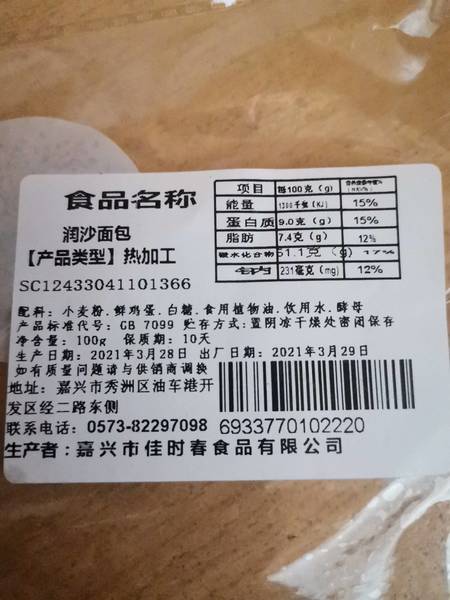 食品名称
润沙面包
【产品类型】热加工
SC12433041101366
项目 每100克(g)
能量 15%
蛋白质 9.0克(g) 15%
脂肪 7.4克(g) 12%
碳水化合物 51.1克(g) 17%
231毫克(mg) 12%
配料:小麦粉.鲜鸡蛋.白糖.食用植物油.饮用水.酵母
产品标准代号:GB 7099 贮存方式:置阴凉干燥处密闭保存
净含量:100g 保质期:10天
生产日期:2021年3月28日 出厂日期:2021年3月29日
如有质量问题请与供销商调换
地址:嘉兴市秀洲区油车港开
发区经二路东侧
联系电话:0573-82297098 6933770102220
生产者:嘉兴市佳时春食品有限公司